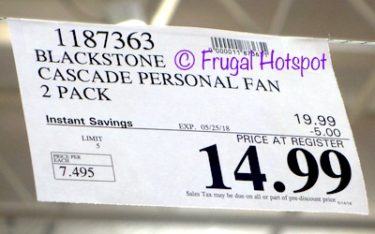 1187363
© Frugal Hotspot
BLACKSTONE
CASCADE PERSONAL FAN
2 PACK
19.99
Instant Savings EXP. 05/25/18 -5.00
LIMIT
5
PRICE AT REGISTER
14.99
PRICE PER
EACH
7.495
Sales Tax may be due on all or part of pre-discount price